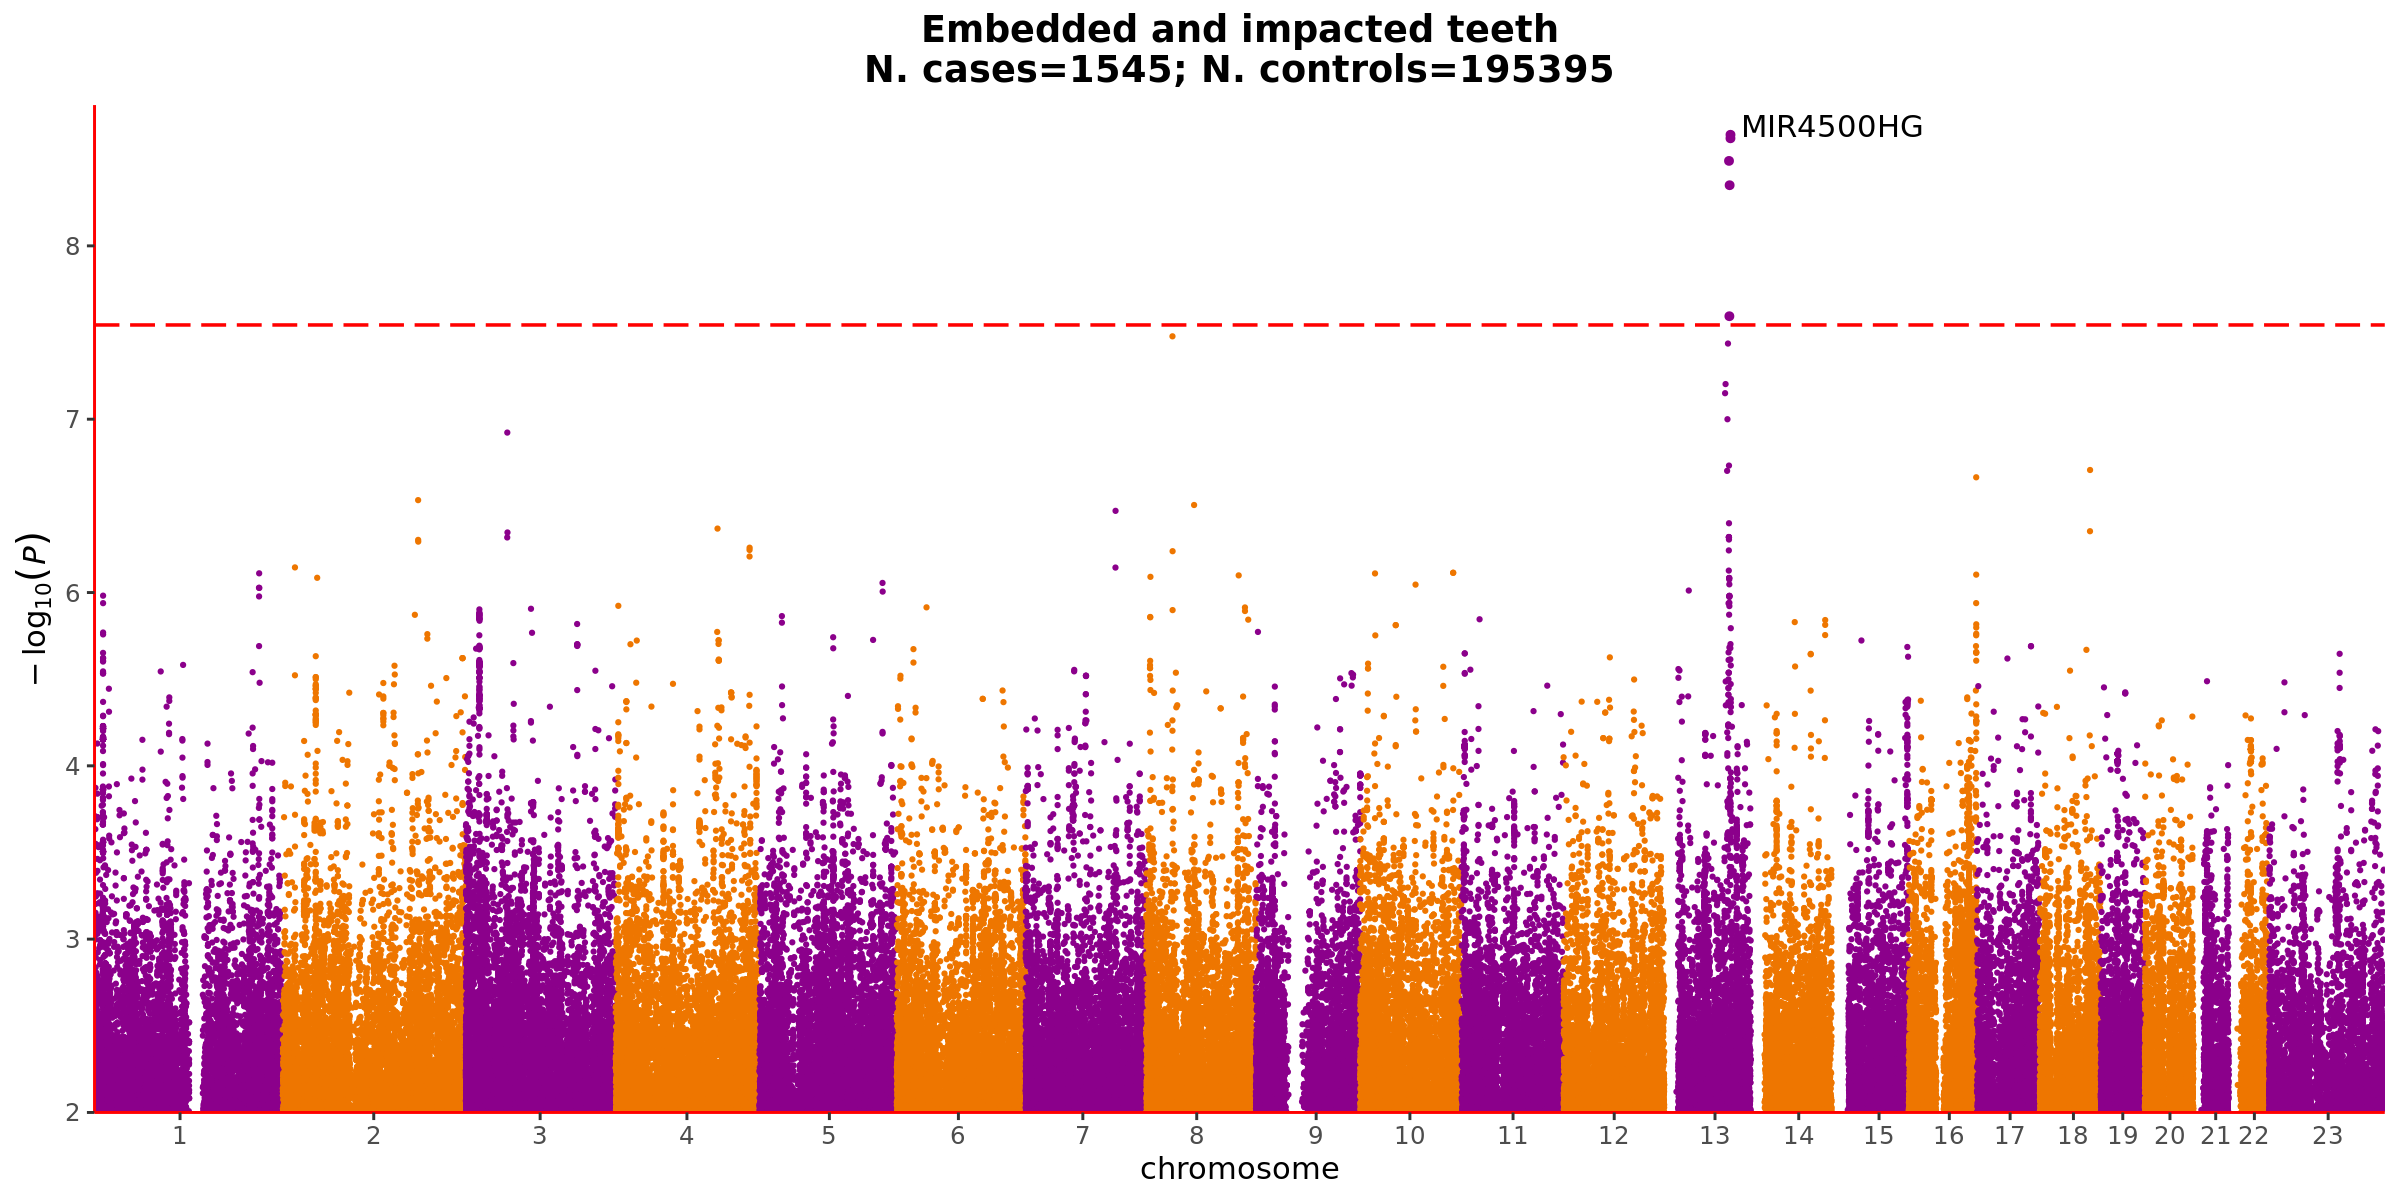 Embedded and impacted teeth
N. cases=1545; N. controls=195395
MIR4500HG
8
7
6
4
3
2
−log10(P)
1 2 3 4 5 6 7 8 9 10 11 12 13 14 15 16 17 18 19 20 21 22 23
chromosome